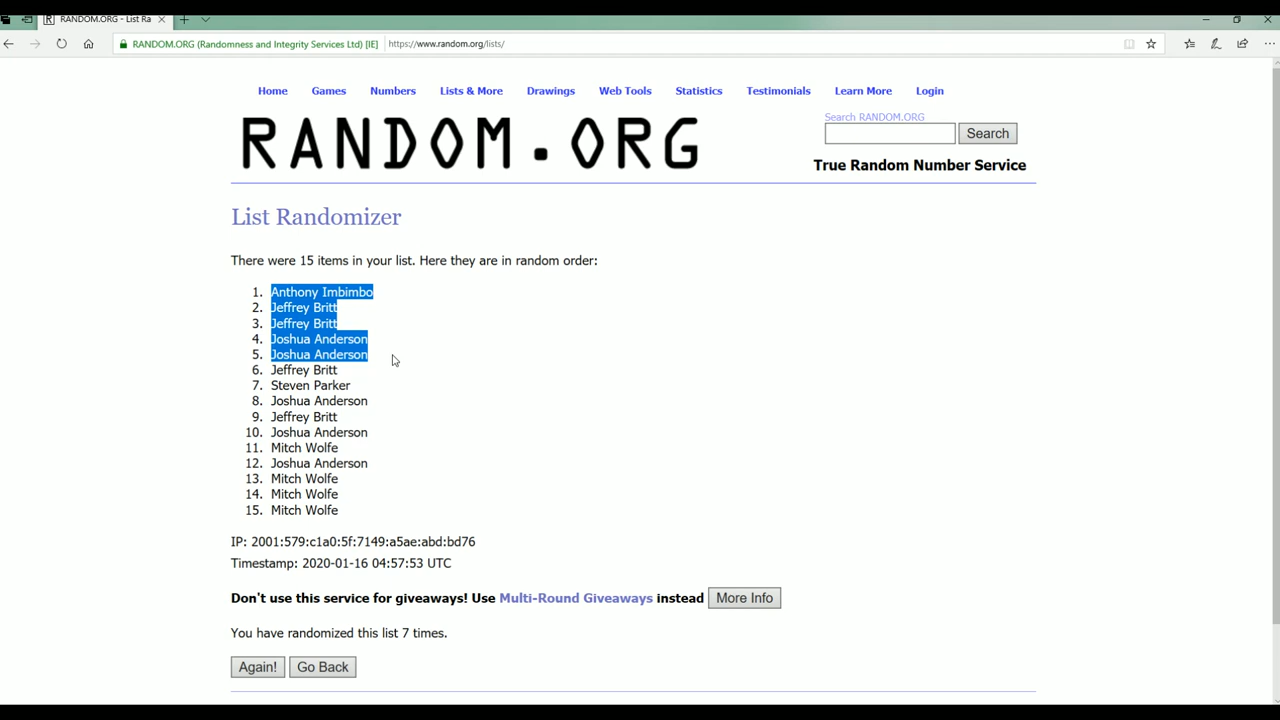 RANDOM.ORG - List Ra
RANDOM.ORG (Randomness and Integrity Services Ltd) [IE] https://www.random.org/lists/
Home Games Numbers Lists & More Drawings Web Tools Statistics Testimonials Learn More Login
RANDOM.ORG
Search RANDOM.ORG
Search
True Random Number Service
List Randomizer
There were 15 items in your list. Here they are in random order:
1. Anthony Imbimbo
2. Jeffrey Britt
3. Jeffrey Britt
4. Joshua Anderson
5. Joshua Anderson
6. Jeffrey Britt
7. Steven Parker
8. Joshua Anderson
9. Jeffrey Britt
10. Joshua Anderson
11. Mitch Wolfe
12. Joshua Anderson
13. Mitch Wolfe
14. Mitch Wolfe
15. Mitch Wolfe
IP: 2001:579:c1a0:5f:7149:a5ae:abd:bd76
Timestamp: 2020-01-16 04:57:53 UTC
Don't use this service for giveaways! Use Multi-Round Giveaways instead More Info
You have randomized this list 7 times.
Again! Go Back